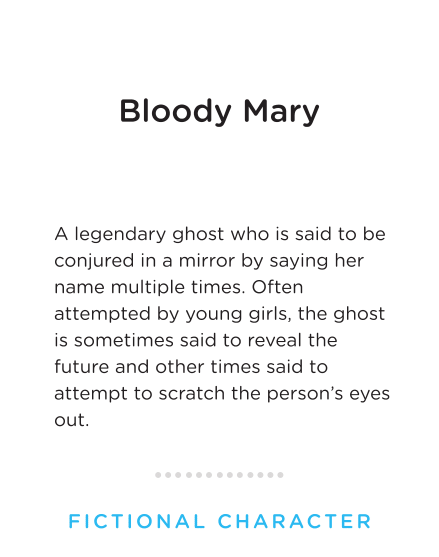 Bloody Mary
A legendary ghost who is said to be
conjured in a mirror by saying her
name multiple times. Often
attempted by young girls, the ghost
is sometimes said to reveal the
future and other times said to
attempt to scratch the person’s eyes
out.
FICTIONAL CHARACTER